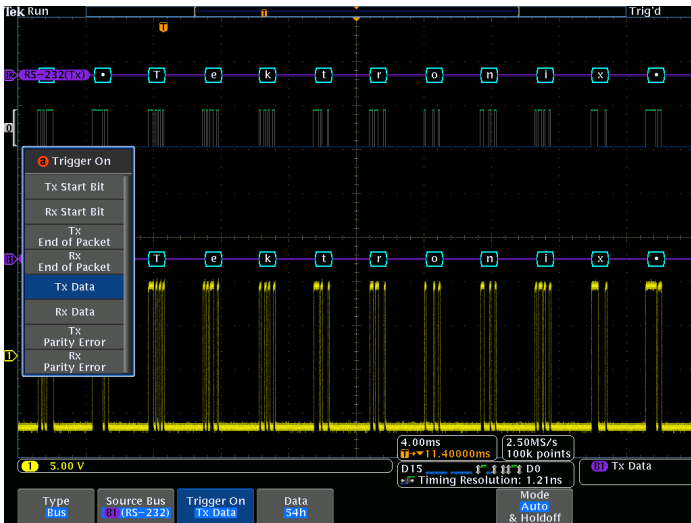 Tek Run Trig'd
T
T
B2 RS-232(Tx) • T e k t r o n i x •
D
a Trigger On
Tx Start Bit
Rx Start Bit
Tx
End of Packet
Rx
End of Packet
Tx Data
Rx Data
Tx
Parity Error
Rx
Parity Error
B1 T e k t r o n i x •
1
4.00ms
T→▼11.40000ms
2.50MS/s
100k points
1 5.00 V
D15 D0
Timing Resolution: 1.21ns
B1 Tx Data
Type
Bus
Source Bus
B1 (RS-232)
Trigger On
Tx Data
Data
54h
Mode
Auto
& Holdoff